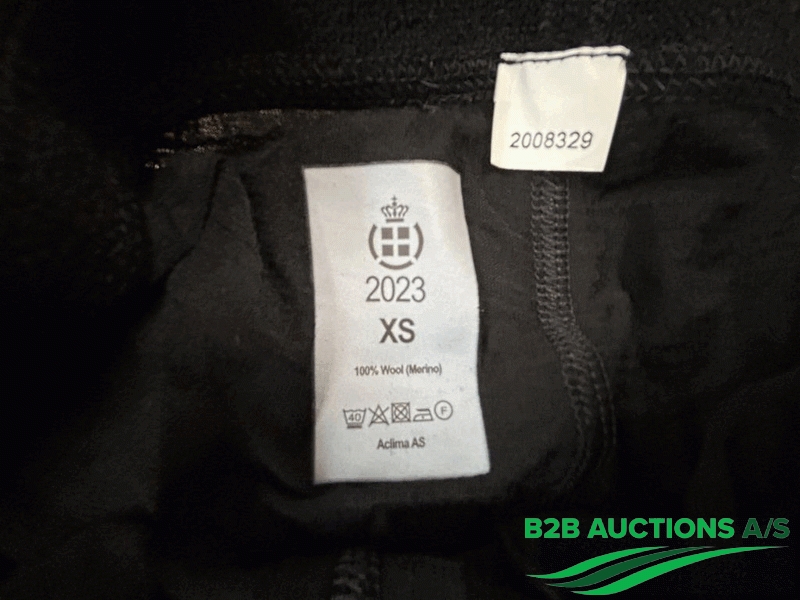 2008329
2023
XS
100% Wool (Merino)
40 F
Aclima AS
B2B AUCTIONS A/S